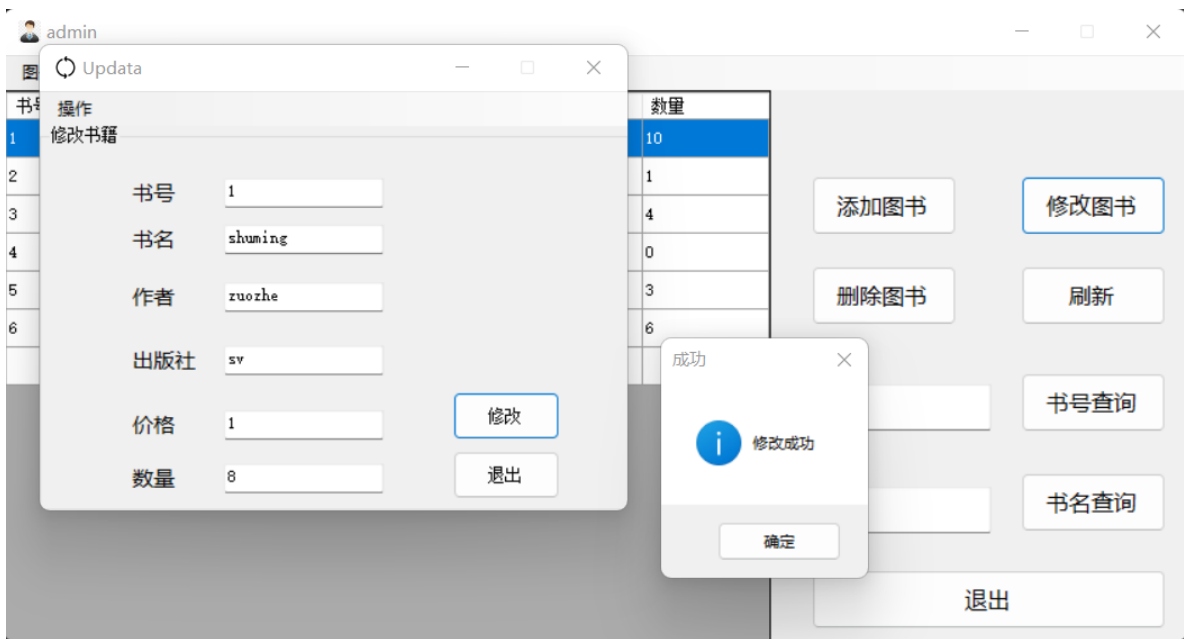 admin
图
Updata
操作
修改书籍
书号 1
书名 shuming
作者 zuozhe
出版社 sv
价格 1
数量 8
修改
退出
书 数量
1 10
2 1
3 4
4 0
5 3
6 6
添加图书 修改图书
删除图书 刷新
书号查询
书名查询
退出
成功
修改成功
确定